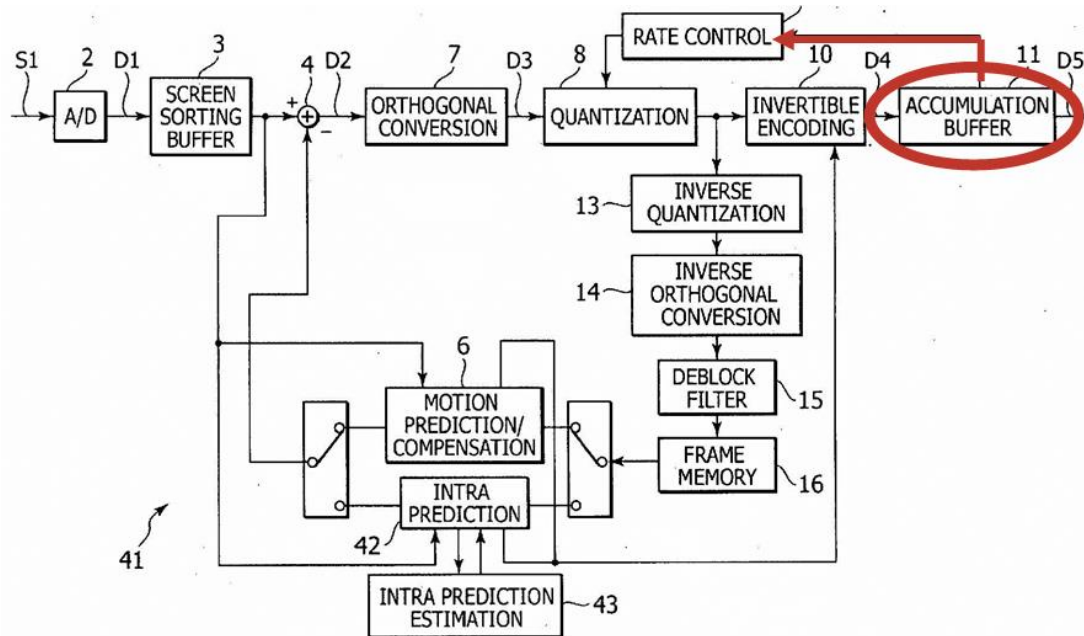 RATE CONTROL
S1
2
A/D
D1
3
SCREEN
SORTING
BUFFER
4
+
−
D2
7
ORTHOGONAL
CONVERSION
D3
8
QUANTIZATION
10
INVERTIBLE
ENCODING
D4
11
ACCUMULATION
BUFFER
D5
13
INVERSE
QUANTIZATION
14
INVERSE
ORTHOGONAL
CONVERSION
6
MOTION
PREDICTION/
COMPENSATION
DEBLOCK
FILTER
15
FRAME
MEMORY
16
INTRA
PREDICTION
42
41
INTRA PREDICTION
ESTIMATION
43